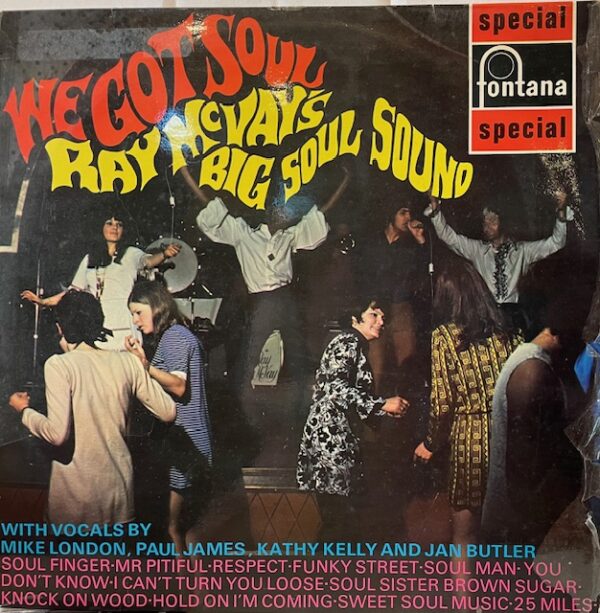 special
fontana
special
WE GOT SOUL
RAY McVAY'S
BIG SOUL SOUND
WITH VOCALS BY
MIKE LONDON, PAUL JAMES, KATHY KELLY AND JAN BUTLER
SOUL FINGER·MR PITIFUL·RESPECT·FUNKY STREET·SOUL MAN·YOU
DON'T KNOW·I CAN'T TURN YOU LOOSE·SOUL SISTER BROWN SUGAR·
KNOCK ON WOOD·HOLD ON I'M COMING·SWEET SOUL MUSIC·25 MILES